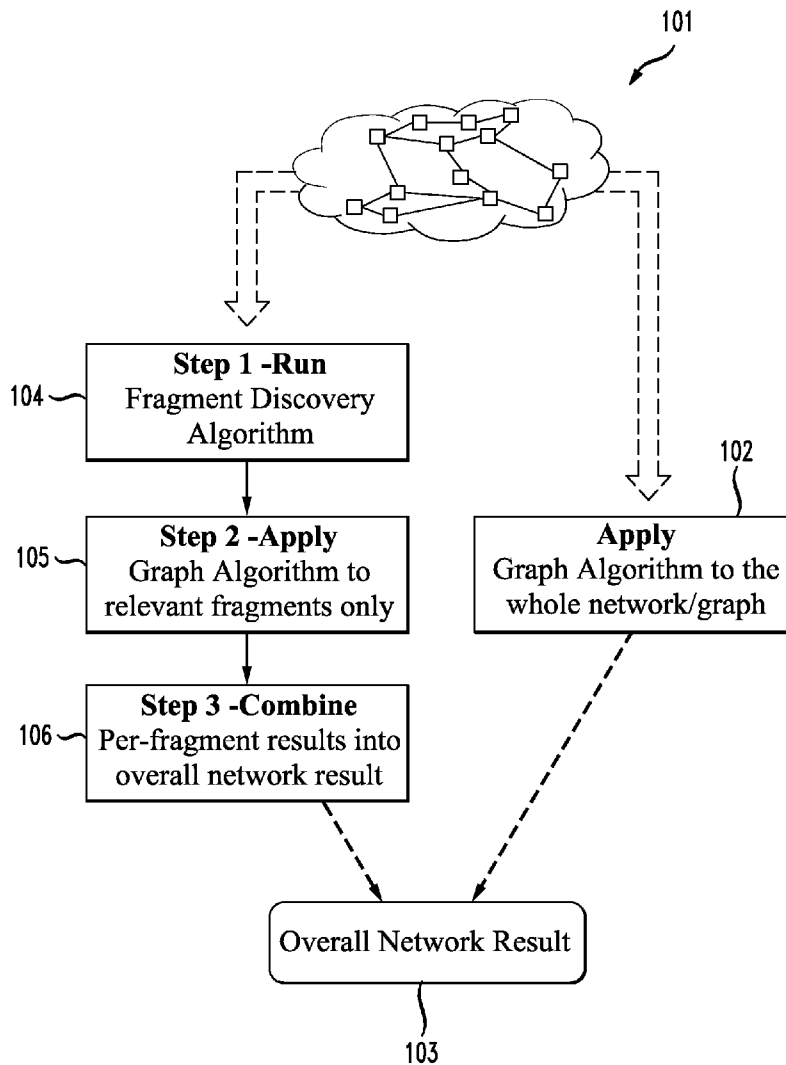 101
Step 1 -Run
Fragment Discovery
Algorithm
104
102
Step 2 -Apply
Graph Algorithm to
relevant fragments only
105
Apply
Graph Algorithm to the
whole network/graph
Step 3 -Combine
Per-fragment results into
overall network result
106
Overall Network Result
103